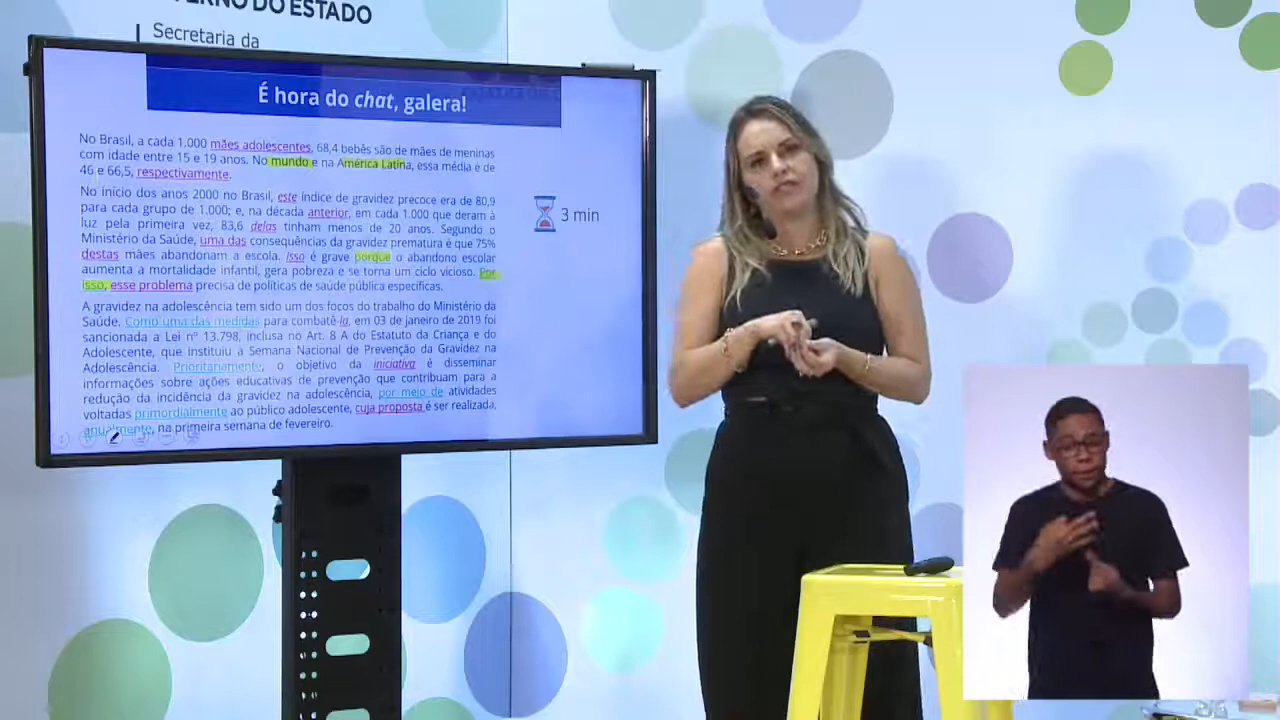 GOVERNO DO ESTADO
Secretaria da
É hora do chat, galera!
No Brasil, a cada 1.000 mães adolescentes, 68,4 bebês são de mães de meninas
com idade entre 15 e 19 anos. No mundo e na América Latina, essa média é de
46 e 66,5, respectivamente.
No início dos anos 2000 no Brasil, este índice de gravidez precoce era de 80,9
para cada grupo de 1.000; e, na década anterior, em cada 1.000 que deram à
luz pela primeira vez, 83,6 delas tinham menos de 20 anos. Segundo o
Ministério da Saúde, uma das consequências da gravidez prematura é que 75%
destas mães abandonam a escola. Isso é grave porque o abandono escolar
aumenta a mortalidade infantil, gera pobreza e se torna um ciclo vicioso. Por
isso, esse problema precisa de políticas de saúde pública específicas.
A gravidez na adolescência tem sido um dos focos do trabalho do Ministério da
Saúde. Como uma das medidas para combatê-la, em 03 de janeiro de 2019 foi
sancionada a Lei nº 13.798, inclusa no Art. 8 A do Estatuto da Criança e do
Adolescente, que instituiu a Semana Nacional de Prevenção da Gravidez na
Adolescência. Prioritariamente, o objetivo da iniciativa é disseminar
informações sobre ações educativas de prevenção que contribuam para a
redução da incidência da gravidez na adolescência, por meio de atividades
voltadas primordialmente ao público adolescente, cuja proposta é ser realizada,
anualmente, na primeira semana de fevereiro.
3 min